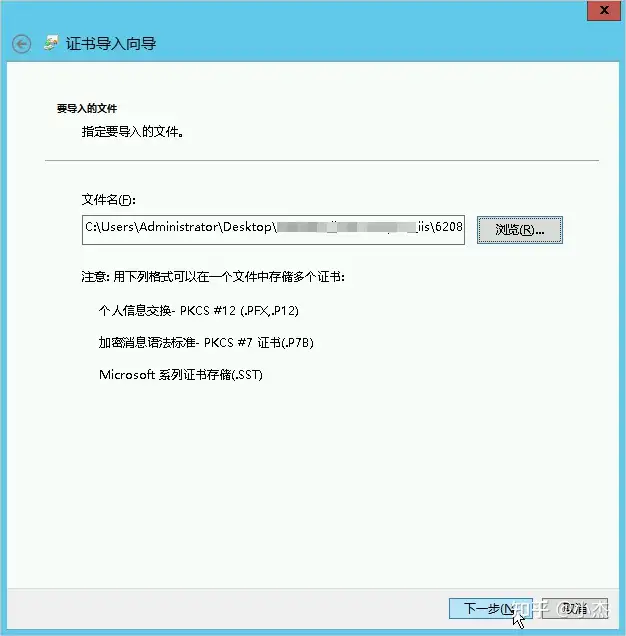 x
证书导入向导
要导入的文件
指定要导入的文件。
文件名(F):
C:\Users\Administrator\Desktop\ _iis\6208
浏览(R)...
注意: 用下列格式可以在一个文件中存储多个证书:
个人信息交换- PKCS #12 (.PFX,.P12)
加密消息语法标准- PKCS #7 证书(.P7B)
Microsoft 系列证书存储(.SST)
下一步(N
取消
知乎 @小杰